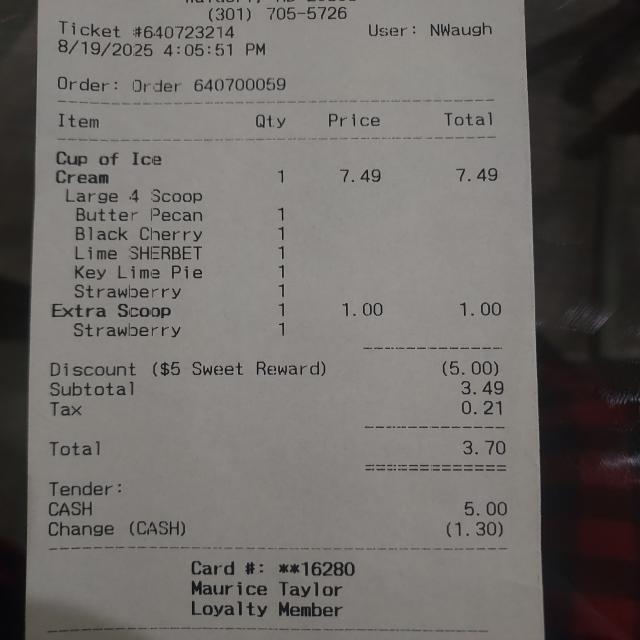 (301) 705-5726
Ticket #640723214 User: NWaugh
8/19/2025 4:05:51 PM
Order: Order 640700059
Item Qty Price Total
Cup of Ice
Cream 1 7.49 7.49
Large 4 Scoop
Butter Pecan 1
Black Cherry 1
Lime SHERBET 1
Key Lime Pie 1
Strawberry 1
Extra Scoop 1 1.00 1.00
Strawberry 1
Discount ($5 Sweet Reward) (5.00)
Subtotal 3.49
Tax 0.21
Total 3.70
Tender:
CASH 5.00
Change (CASH) (1.30)
Card #: **16280
Maurice Taylor
Loyalty Member